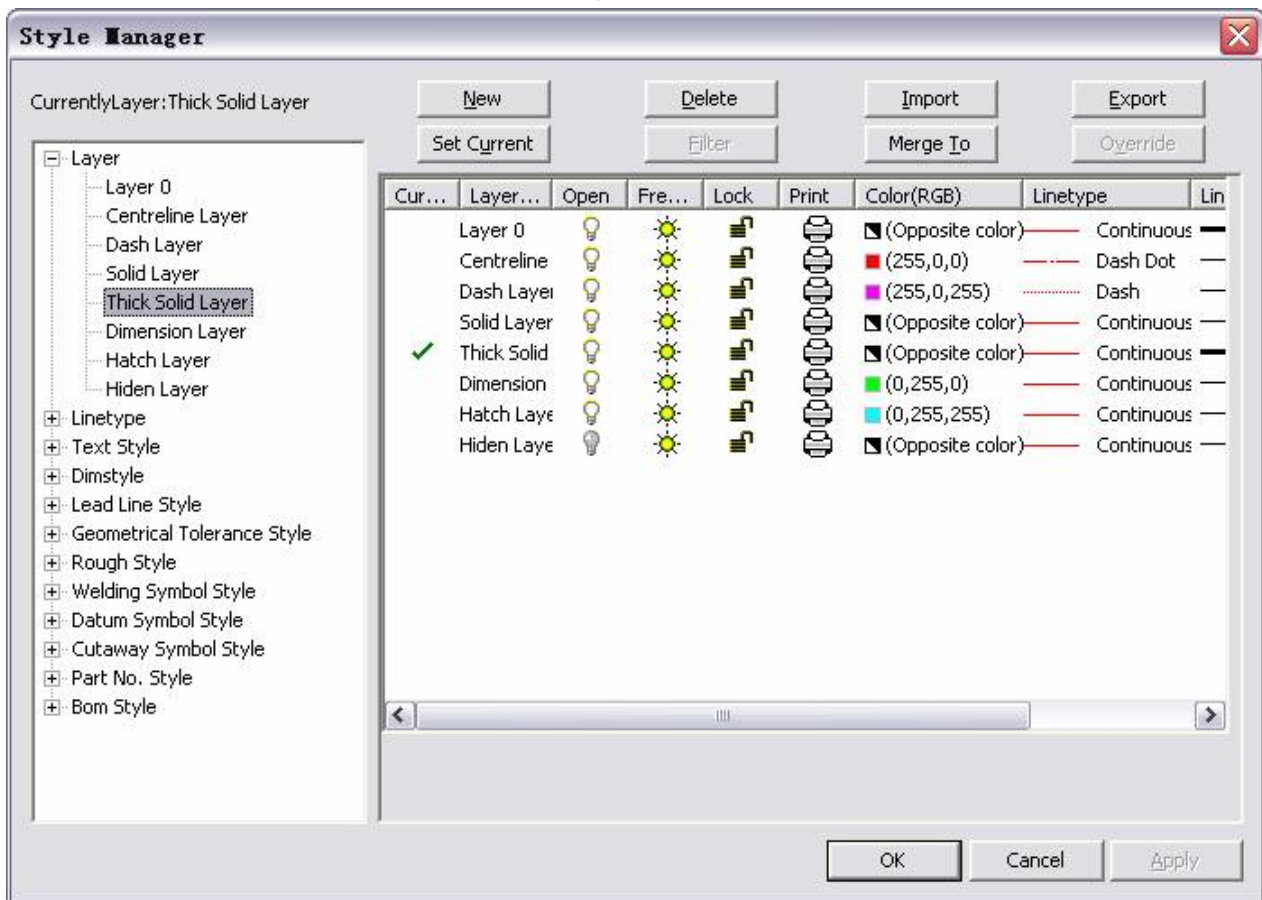 Style Manager
CurrentlyLayer:Thick Solid Layer
New Delete Import Export
Set Current Filter Merge To Override
Layer
Layer 0
Centreline Layer
Dash Layer
Solid Layer
Thick Solid Layer
Dimension Layer
Hatch Layer
Hiden Layer
Linetype
Text Style
Dimstyle
Lead Line Style
Geometrical Tolerance Style
Rough Style
Welding Symbol Style
Datum Symbol Style
Cutaway Symbol Style
Part No. Style
Bom Style
Cur... Layer... Open Fre... Lock Print Color(RGB) Linetype Lin
Layer 0 (Opposite color) Continuous
Centreline (255,0,0) Dash Dot
Dash Layer (255,0,255) Dash
Solid Layer (Opposite color) Continuous
Thick Solid (Opposite color) Continuous
Dimension (0,255,0) Continuous
Hatch Laye (0,255,255) Continuous
Hiden Laye (Opposite color) Continuous
OK Cancel Apply